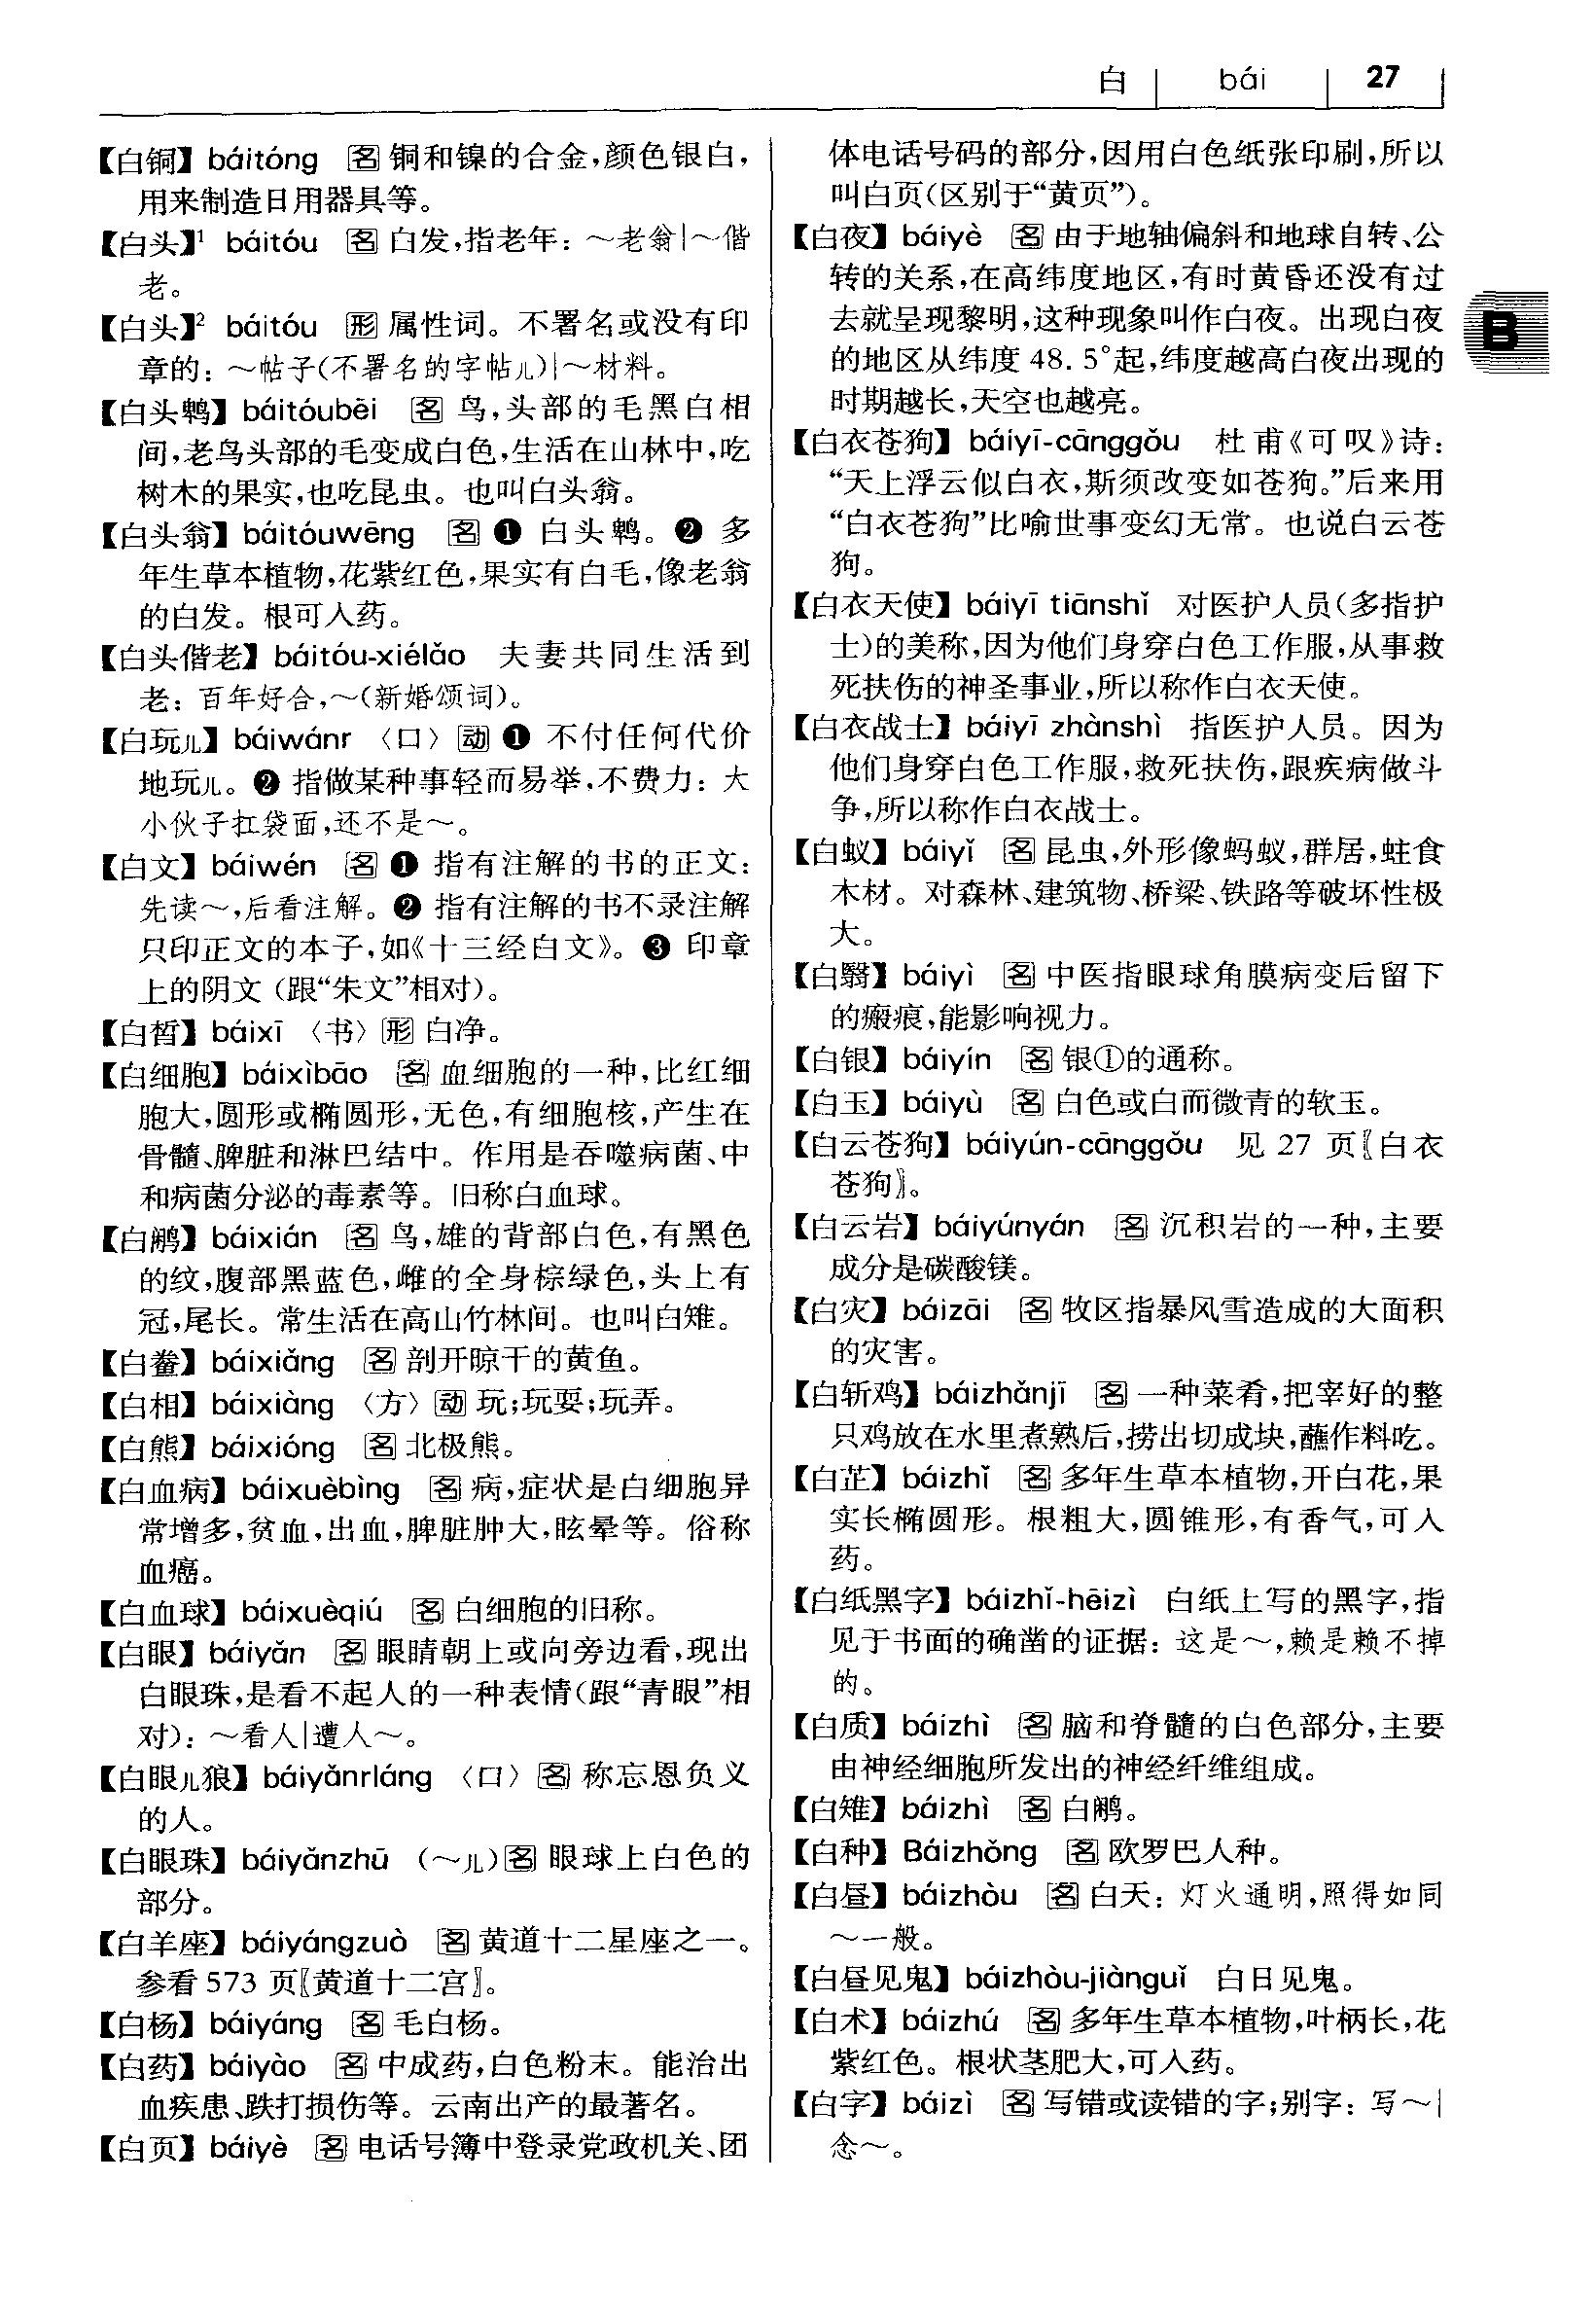 白 bái 27
【白铜】báitóng 名 铜和镍的合金，颜色银白，
用来制造日用器具等。
【白头】¹ báitóu 名 白发，指老年：～老翁|～偕
老。
【白头】² báitóu 形 属性词。不署名或没有印
章的：～帖子(不署名的字帖儿)|～材料。
【白头鹎】báitóubēi 名 鸟，头部的毛黑白相
间，老鸟头部的毛变成白色，生活在山林中，吃
树木的果实，也吃昆虫。也叫白头翁。
【白头翁】báitóuwēng 名 ❶ 白头鹎。❷ 多
年生草本植物，花紫红色，果实有白毛，像老翁
的白发。根可入药。
【白头偕老】báitóu-xiélǎo 夫妻共同生活到
老：百年好合，～(新婚颂词)。
【白玩儿】báiwánr 〈口〉 动 ❶ 不付任何代价
地玩儿。❷ 指做某种事轻而易举，不费力：大
小伙子扛袋面，还不是～。
【白文】báiwén 名 ❶ 指有注解的书的正文：
先读～，后看注解。❷ 指有注解的书不录注解
只印正文的本子，如《十三经白文》。❸ 印章
上的阴文(跟“朱文”相对)。
【白皙】báixī 〈书〉 形 白净。
【白细胞】báixìbāo 名 血细胞的一种，比红细
胞大，圆形或椭圆形，无色，有细胞核，产生在
骨髓、脾脏和淋巴结中。作用是吞噬病菌、中
和病菌分泌的毒素等。旧称白血球。
【白鹇】báixián 名 鸟，雄的背部白色，有黑色
的纹，腹部黑蓝色，雌的全身棕绿色，头上有
冠，尾长。常生活在高山竹林间。也叫白雉。
【白鲞】báixiǎng 名 剖开晾干的黄鱼。
【白相】báixiàng 〈方〉 动 玩；玩耍；玩弄。
【白熊】báixióng 名 北极熊。
【白血病】báixuèbìng 名 病，症状是白细胞异
常增多，贫血，出血，脾脏肿大，眩晕等。俗称
血癌。
【白血球】báixuèqiú 名 白细胞的旧称。
【白眼】báiyǎn 名 眼睛朝上或向旁边看，现出
白眼珠，是看不起人的一种表情(跟“青眼”相
对)：～看人|遭人～。
【白眼儿狼】báiyǎnrláng 〈口〉 名 称忘恩负义
的人。
【白眼珠】báiyǎnzhū （～儿）名 眼球上白色的
部分。
【白羊座】báiyángzuò 名 黄道十二星座之一。
参看 573 页〖黄道十二宫〗。
【白杨】báiyáng 名 毛白杨。
【白药】báiyào 名 中成药，白色粉末。能治出
血疾患、跌打损伤等。云南出产的最著名。
【白页】báiyè 名 电话号簿中登录党政机关、团
体电话号码的部分，因用白色纸张印刷，所以
叫白页(区别于“黄页”)。
【白夜】báiyè 名 由于地轴偏斜和地球自转、公
转的关系，在高纬度地区，有时黄昏还没有过
去就呈现黎明，这种现象叫作白夜。出现白夜
的地区从纬度 48.5°起，纬度越高白夜出现的
时期越长，天空也越亮。
【白衣苍狗】báiyī-cānggǒu 杜甫《可叹》诗：
“天上浮云似白衣，斯须改变如苍狗。”后来用
“白衣苍狗”比喻世事变幻无常。也说白云苍
狗。
【白衣天使】báiyī tiānshǐ 对医护人员(多指护
士)的美称，因为他们身穿白色工作服，从事救
死扶伤的神圣事业，所以称作白衣天使。
【白衣战士】báiyī zhànshì 指医护人员。因为
他们身穿白色工作服，救死扶伤，跟疾病做斗
争，所以称作白衣战士。
B
【白蚁】báiyǐ 名 昆虫，外形像蚂蚁，群居，蛀食
木材。对森林、建筑物、桥梁、铁路等破坏性极
大。
【白翳】báiyì 名 中医指眼球角膜病变后留下
的瘢痕，能影响视力。
【白银】báiyín 名 银①的通称。
【白玉】báiyù 名 白色或白而微青的软玉。
【白云苍狗】báiyún-cānggǒu 见 27 页〖白衣
苍狗〗。
【白云岩】báiyúnyán 名 沉积岩的一种，主要
成分是碳酸镁。
【白灾】báizāi 名 牧区指暴风雪造成的大面积
的灾害。
【白斩鸡】báizhǎnjī 名 一种菜肴，把宰好的整
只鸡放在水里煮熟后，捞出切成块，蘸作料吃。
【白芷】báizhǐ 名 多年生草本植物，开白花，果
实长椭圆形。根粗大，圆锥形，有香气，可入
药。
【白纸黑字】báizhǐ-hēizì 白纸上写的黑字，指
见于书面的确凿的证据：这是～，赖是赖不掉
的。
【白质】báizhì 名 脑和脊髓的白色部分，主要
由神经细胞所发出的神经纤维组成。
【白雉】báizhì 名 白鹇。
【白种】Báizhǒng 名 欧罗巴人种。
【白昼】báizhòu 名 白天：灯火通明，照得如同
～一般。
【白昼见鬼】báizhòu-jiànguǐ 白日见鬼。
【白术】báizhú 名 多年生草本植物，叶柄长，花
紫红色。根状茎肥大，可入药。
【白字】báizì 名 写错或读错的字；别字：写～|
念～。